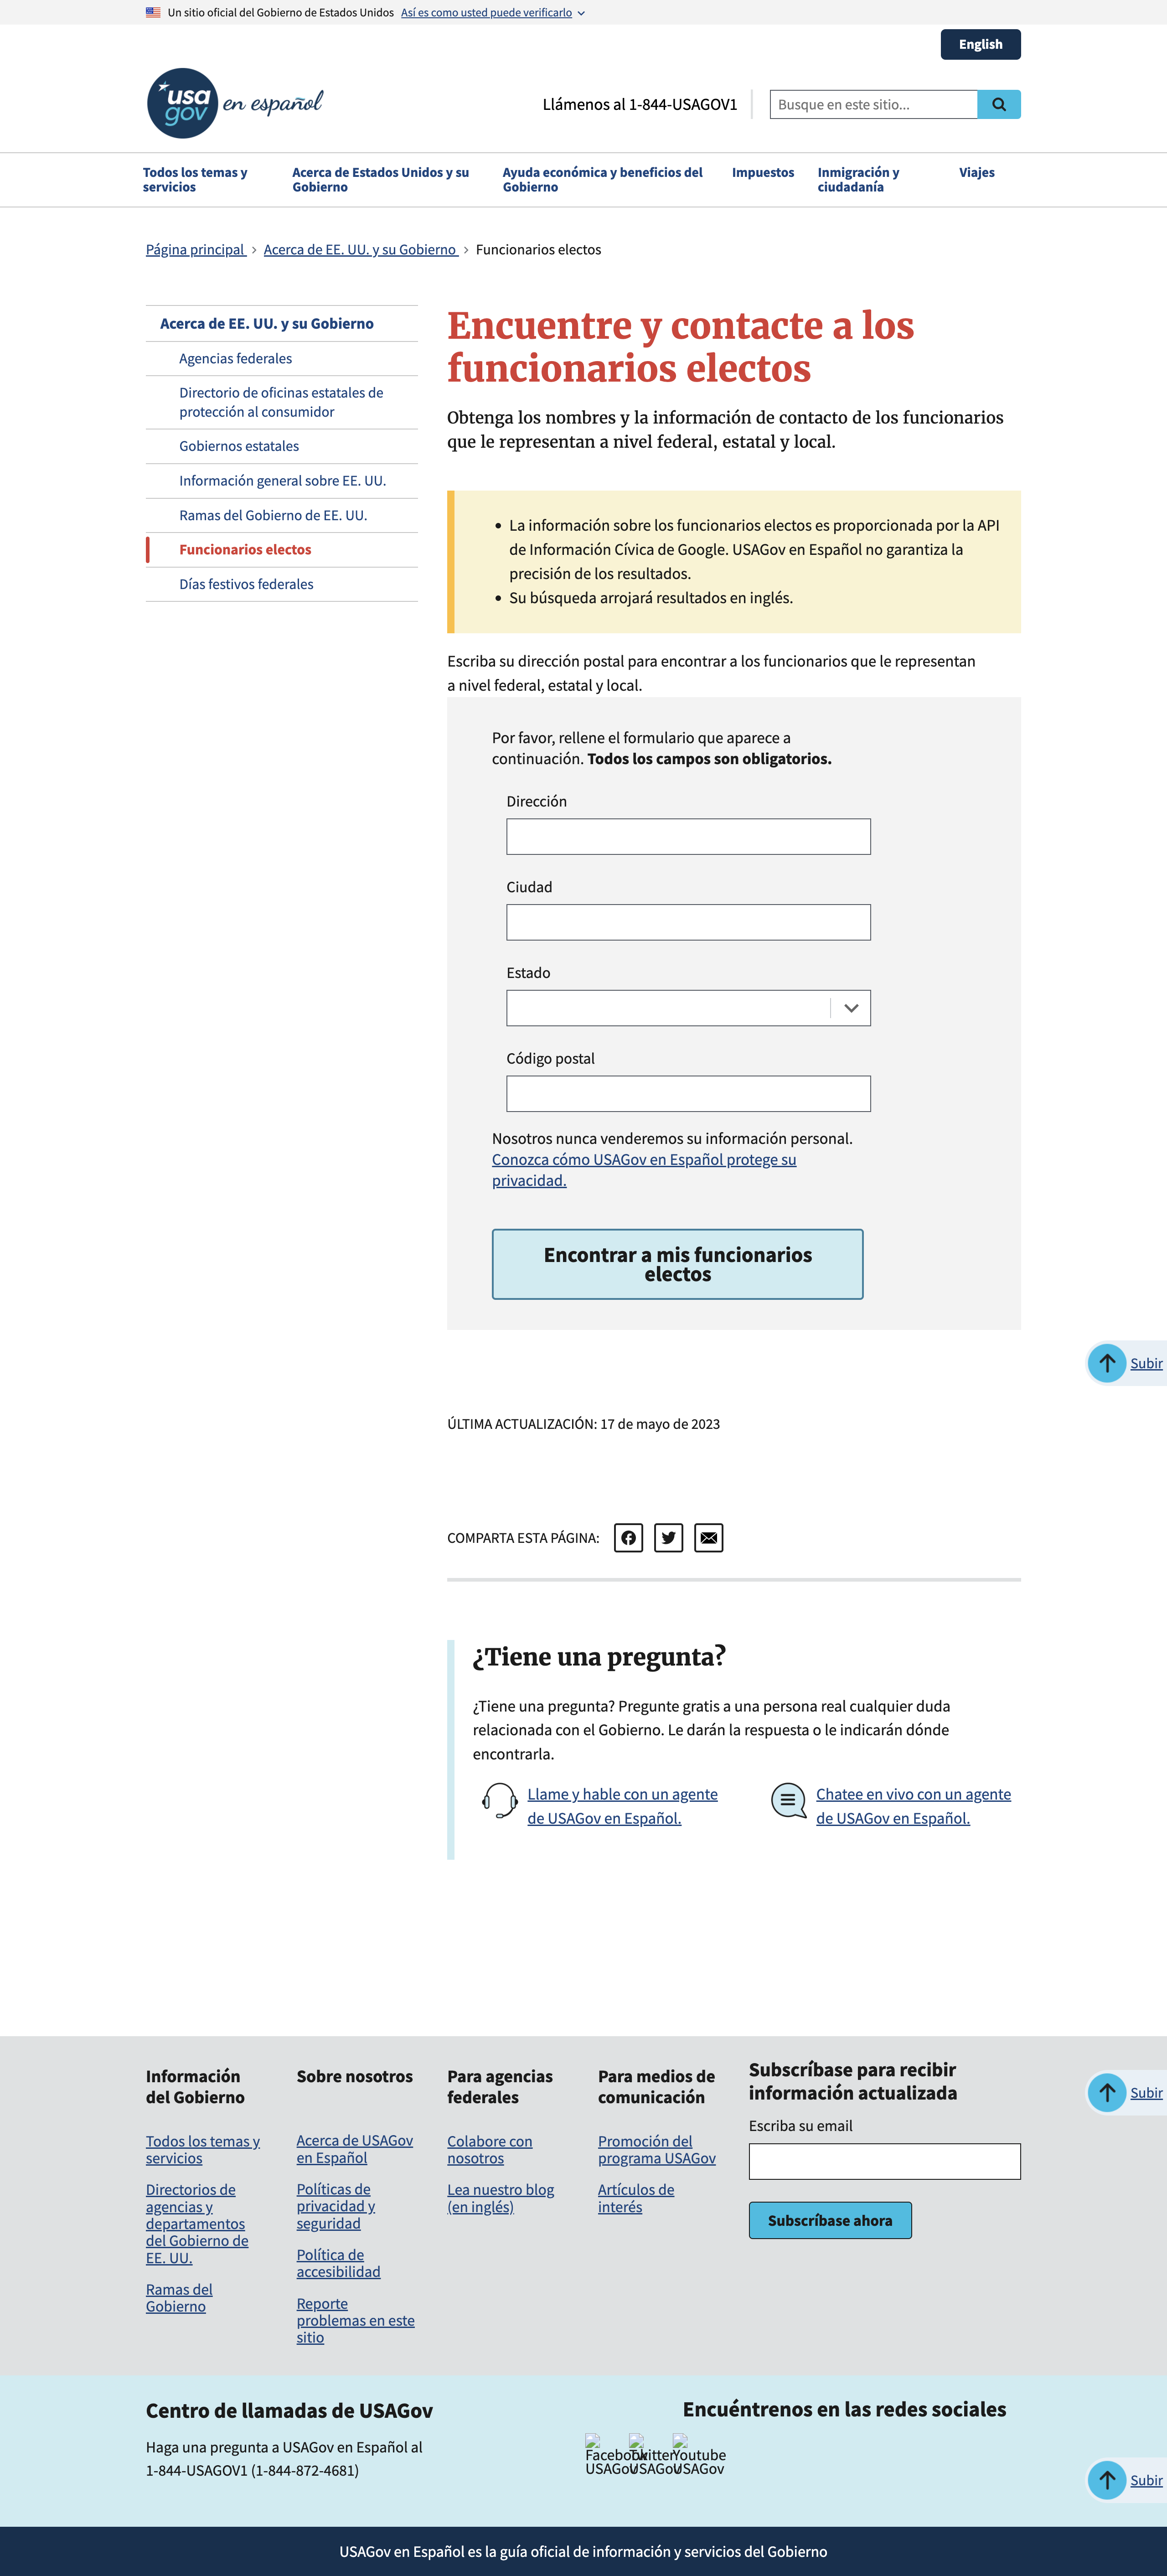 Un sitio oficial del Gobierno de Estados Unidos Así es como usted puede verificarlo
English
usa gov en español
Llámenos al 1-844-USAGOV1
Busque en este sitio...
Todos los temas y
servicios
Acerca de Estados Unidos y su
Gobierno
Ayuda económica y beneficios del
Gobierno
Impuestos
Inmigración y
ciudadanía
Viajes
Página principal > Acerca de EE. UU. y su Gobierno > Funcionarios electos
Acerca de EE. UU. y su Gobierno
Agencias federales
Directorio de oficinas estatales de
protección al consumidor
Gobiernos estatales
Información general sobre EE. UU.
Ramas del Gobierno de EE. UU.
Funcionarios electos
Días festivos federales
Encuentre y contacte a los
funcionarios electos
Obtenga los nombres y la información de contacto de los funcionarios
que le representan a nivel federal, estatal y local.
• La información sobre los funcionarios electos es proporcionada por la API
de Información Cívica de Google. USAGov en Español no garantiza la
precisión de los resultados.
• Su búsqueda arrojará resultados en inglés.
Escriba su dirección postal para encontrar a los funcionarios que le representan
a nivel federal, estatal y local.
Por favor, rellene el formulario que aparece a
continuación. Todos los campos son obligatorios.
Dirección
Ciudad
Estado
Código postal
Nosotros nunca venderemos su información personal.
Conozca cómo USAGov en Español protege su
privacidad.
Encontrar a mis funcionarios
electos
Subir
ÚLTIMA ACTUALIZACIÓN: 17 de mayo de 2023
COMPARTA ESTA PÁGINA:
¿Tiene una pregunta?
¿Tiene una pregunta? Pregunte gratis a una persona real cualquier duda
relacionada con el Gobierno. Le darán la respuesta o le indicarán dónde
encontrarla.
Llame y hable con un agente
de USAGov en Español.
Chatee en vivo con un agente
de USAGov en Español.
Información
del Gobierno
Todos los temas y
servicios
Directorios de
agencias y
departamentos
del Gobierno de
EE. UU.
Ramas del
Gobierno
Sobre nosotros
Acerca de USAGov
en Español
Políticas de
privacidad y
seguridad
Política de
accesibilidad
Reporte
problemas en este
sitio
Para agencias
federales
Colabore con
nosotros
Lea nuestro blog
(en inglés)
Para medios de
comunicación
Promoción del
programa USAGov
Artículos de
interés
Subscríbase para recibir
información actualizada
Escriba su email
Subscríbase ahora
Subir
Centro de llamadas de USAGov
Haga una pregunta a USAGov en Español al
1-844-USAGOV1 (1-844-872-4681)
Encuéntrenos en las redes sociales
Facebook
USAGov
Twitter
USAGov
Youtube
USAGov
Subir
USAGov en Español es la guía oficial de información y servicios del Gobierno